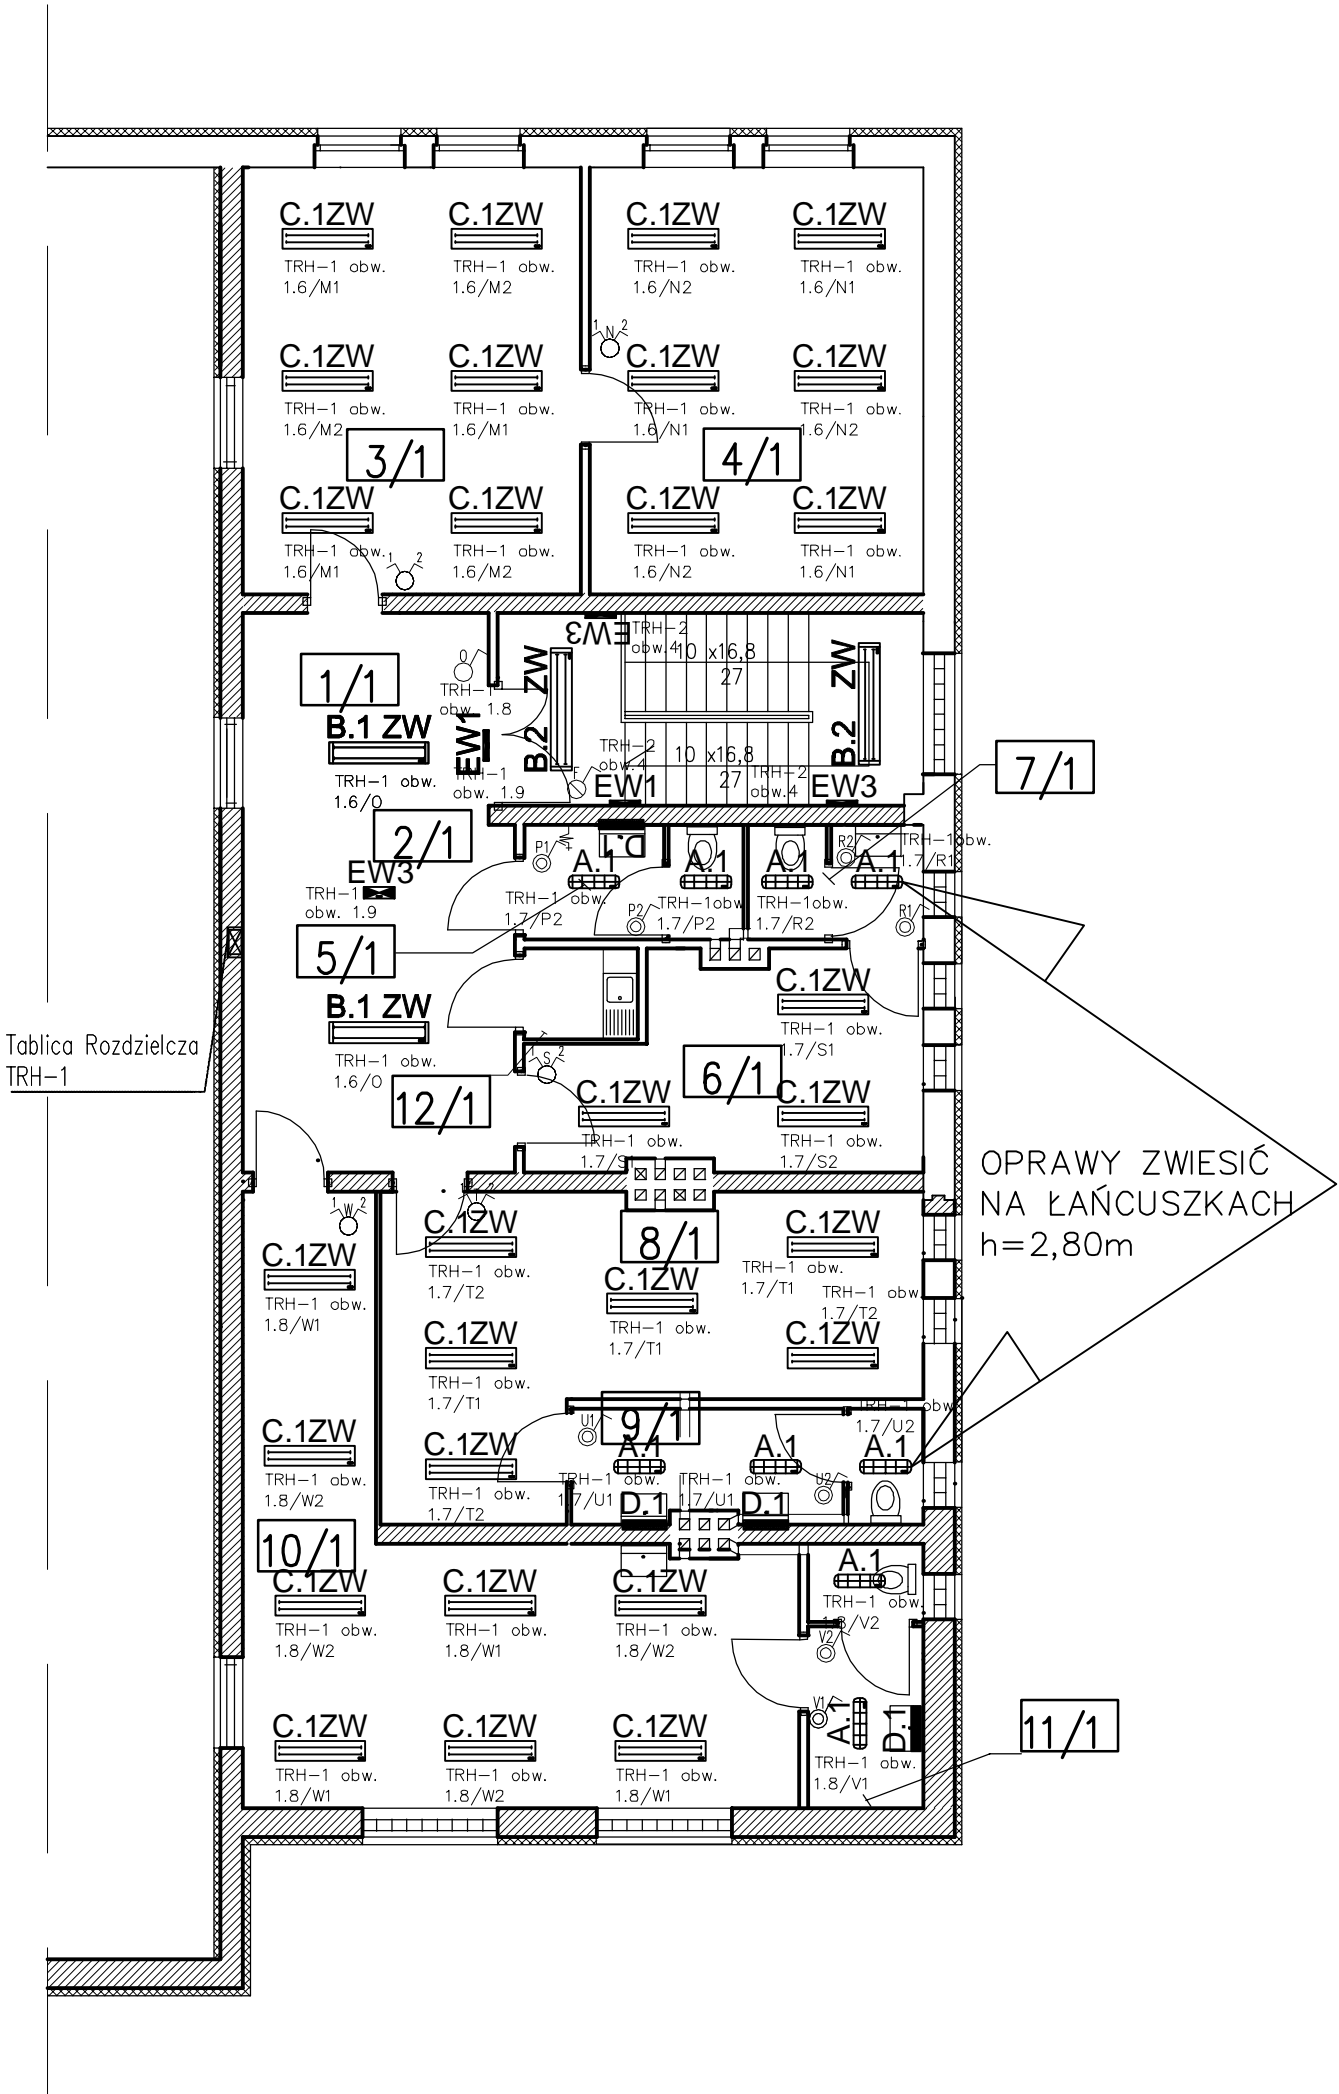 C.1ZW C.1ZW C.1ZW C.1ZW
TRH-1 obw. TRH-1 obw. TRH-1 obw. TRH-1 obw.
1.6/M1 1.6/M2 1.6/N2 1.6/N1
1 N 2
C.1ZW C.1ZW C.1ZW C.1ZW
TRH-1 obw. TRH-1 obw. TRH-1 obw. TRH-1 obw.
1.6/M2 1.6/M1 1.6/N1 1.6/N2
3/1 4/1
C.1ZW C.1ZW C.1ZW C.1ZW
TRH-1 obw. TRH-1 obw. TRH-1 obw. TRH-1 obw.
1.6/M1 1.6/M2 1.6/N2 1.6/N1
1 2
EW3
TRH-2
obw.4
10 x16,8
27
1/1
O
TRH-1
obw. 1.8
B.1 ZW
EW1
B.2 ZW
B.2 ZW
TRH-1 obw.
1.6/O
TRH-1
obw. 1.9
TRH-2
obw.4
F
10 x16,8
27
TRH-2
obw.4
EW1 EW3
7/1
2/1
EW3
TRH-1
obw. 1.9
P1
D.1
R2
TRH-1obw.
1.7/R1
A.1 A.1 A.1 A.1
TRH-1 obw.
1.7/P2
P2
TRH-1obw.
1.7/P2
TRH-1obw.
1.7/R2
R1
5/1
B.1 ZW
TRH-1 obw.
1.6/O
Tablica Rozdzielcza
TRH-1
C.1ZW
TRH-1 obw.
1.7/S1
1 S 2
6/1
12/1
C.1ZW C.1ZW
TRH-1 obw. TRH-1 obw.
1.7/S1 1.7/S2
OPRAWY ZWIESIĆ
NA ŁAŃCUSZKACH
h=2,80m
1 W 2
C.1ZW
TRH-1 obw.
1.8/W1
C.1ZW
TRH-1 obw.
1.7/T2
8/1
C.1ZW
TRH-1 obw.
1.7/T1
C.1ZW
TRH-1 obw.
1.7/T1
TRH-1 obw.
1.7/T2
C.1ZW C.1ZW
TRH-1 obw.
1.7/T1
9/1
U1
TRH-1 obw.
1.7/U2
C.1ZW C.1ZW A.1 A.1 A.1
TRH-1 obw.
1.8/W2
TRH-1 obw.
1.7/T2
TRH-1 obw.
1.7/U1
TRH-1 obw.
1.7/U1
U2
D.1 D.1
10/1
A.1
TRH-1 obw.
1.8/V2
C.1ZW C.1ZW C.1ZW
TRH-1 obw. TRH-1 obw. TRH-1 obw.
1.8/W2 1.8/W1 1.8/W2
V2
V1
A.1
D.1
C.1ZW C.1ZW C.1ZW
TRH-1 obw. TRH-1 obw. TRH-1 obw.
1.8/W1 1.8/W2 1.8/W1
TRH-1 obw.
1.8/V1
11/1